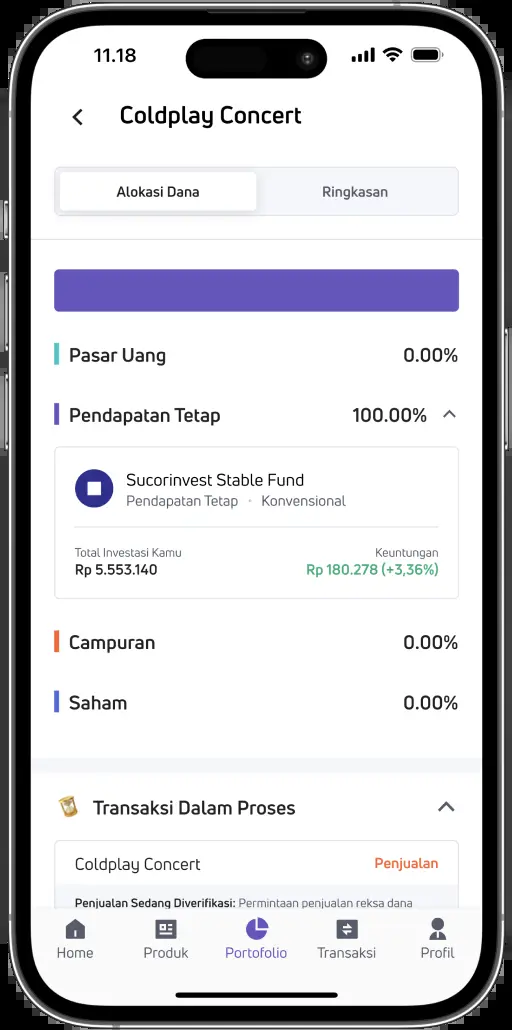 11.18
Coldplay Concert
Alokasi Dana
Ringkasan
Pasar Uang 0.00%
Pendapatan Tetap 100.00%
Sucorinvest Stable Fund
Pendapatan Tetap • Konvensional
Total Investasi Kamu Keuntungan
Rp 5.553.140 Rp 180.278 (+3,36%)
Campuran 0.00%
Saham 0.00%
Transaksi Dalam Proses
Coldplay Concert Penjualan
Penjualan Sedang Diverifikasi: Permintaan penjualan reksa dana
Home Produk Portofolio Transaksi Profil